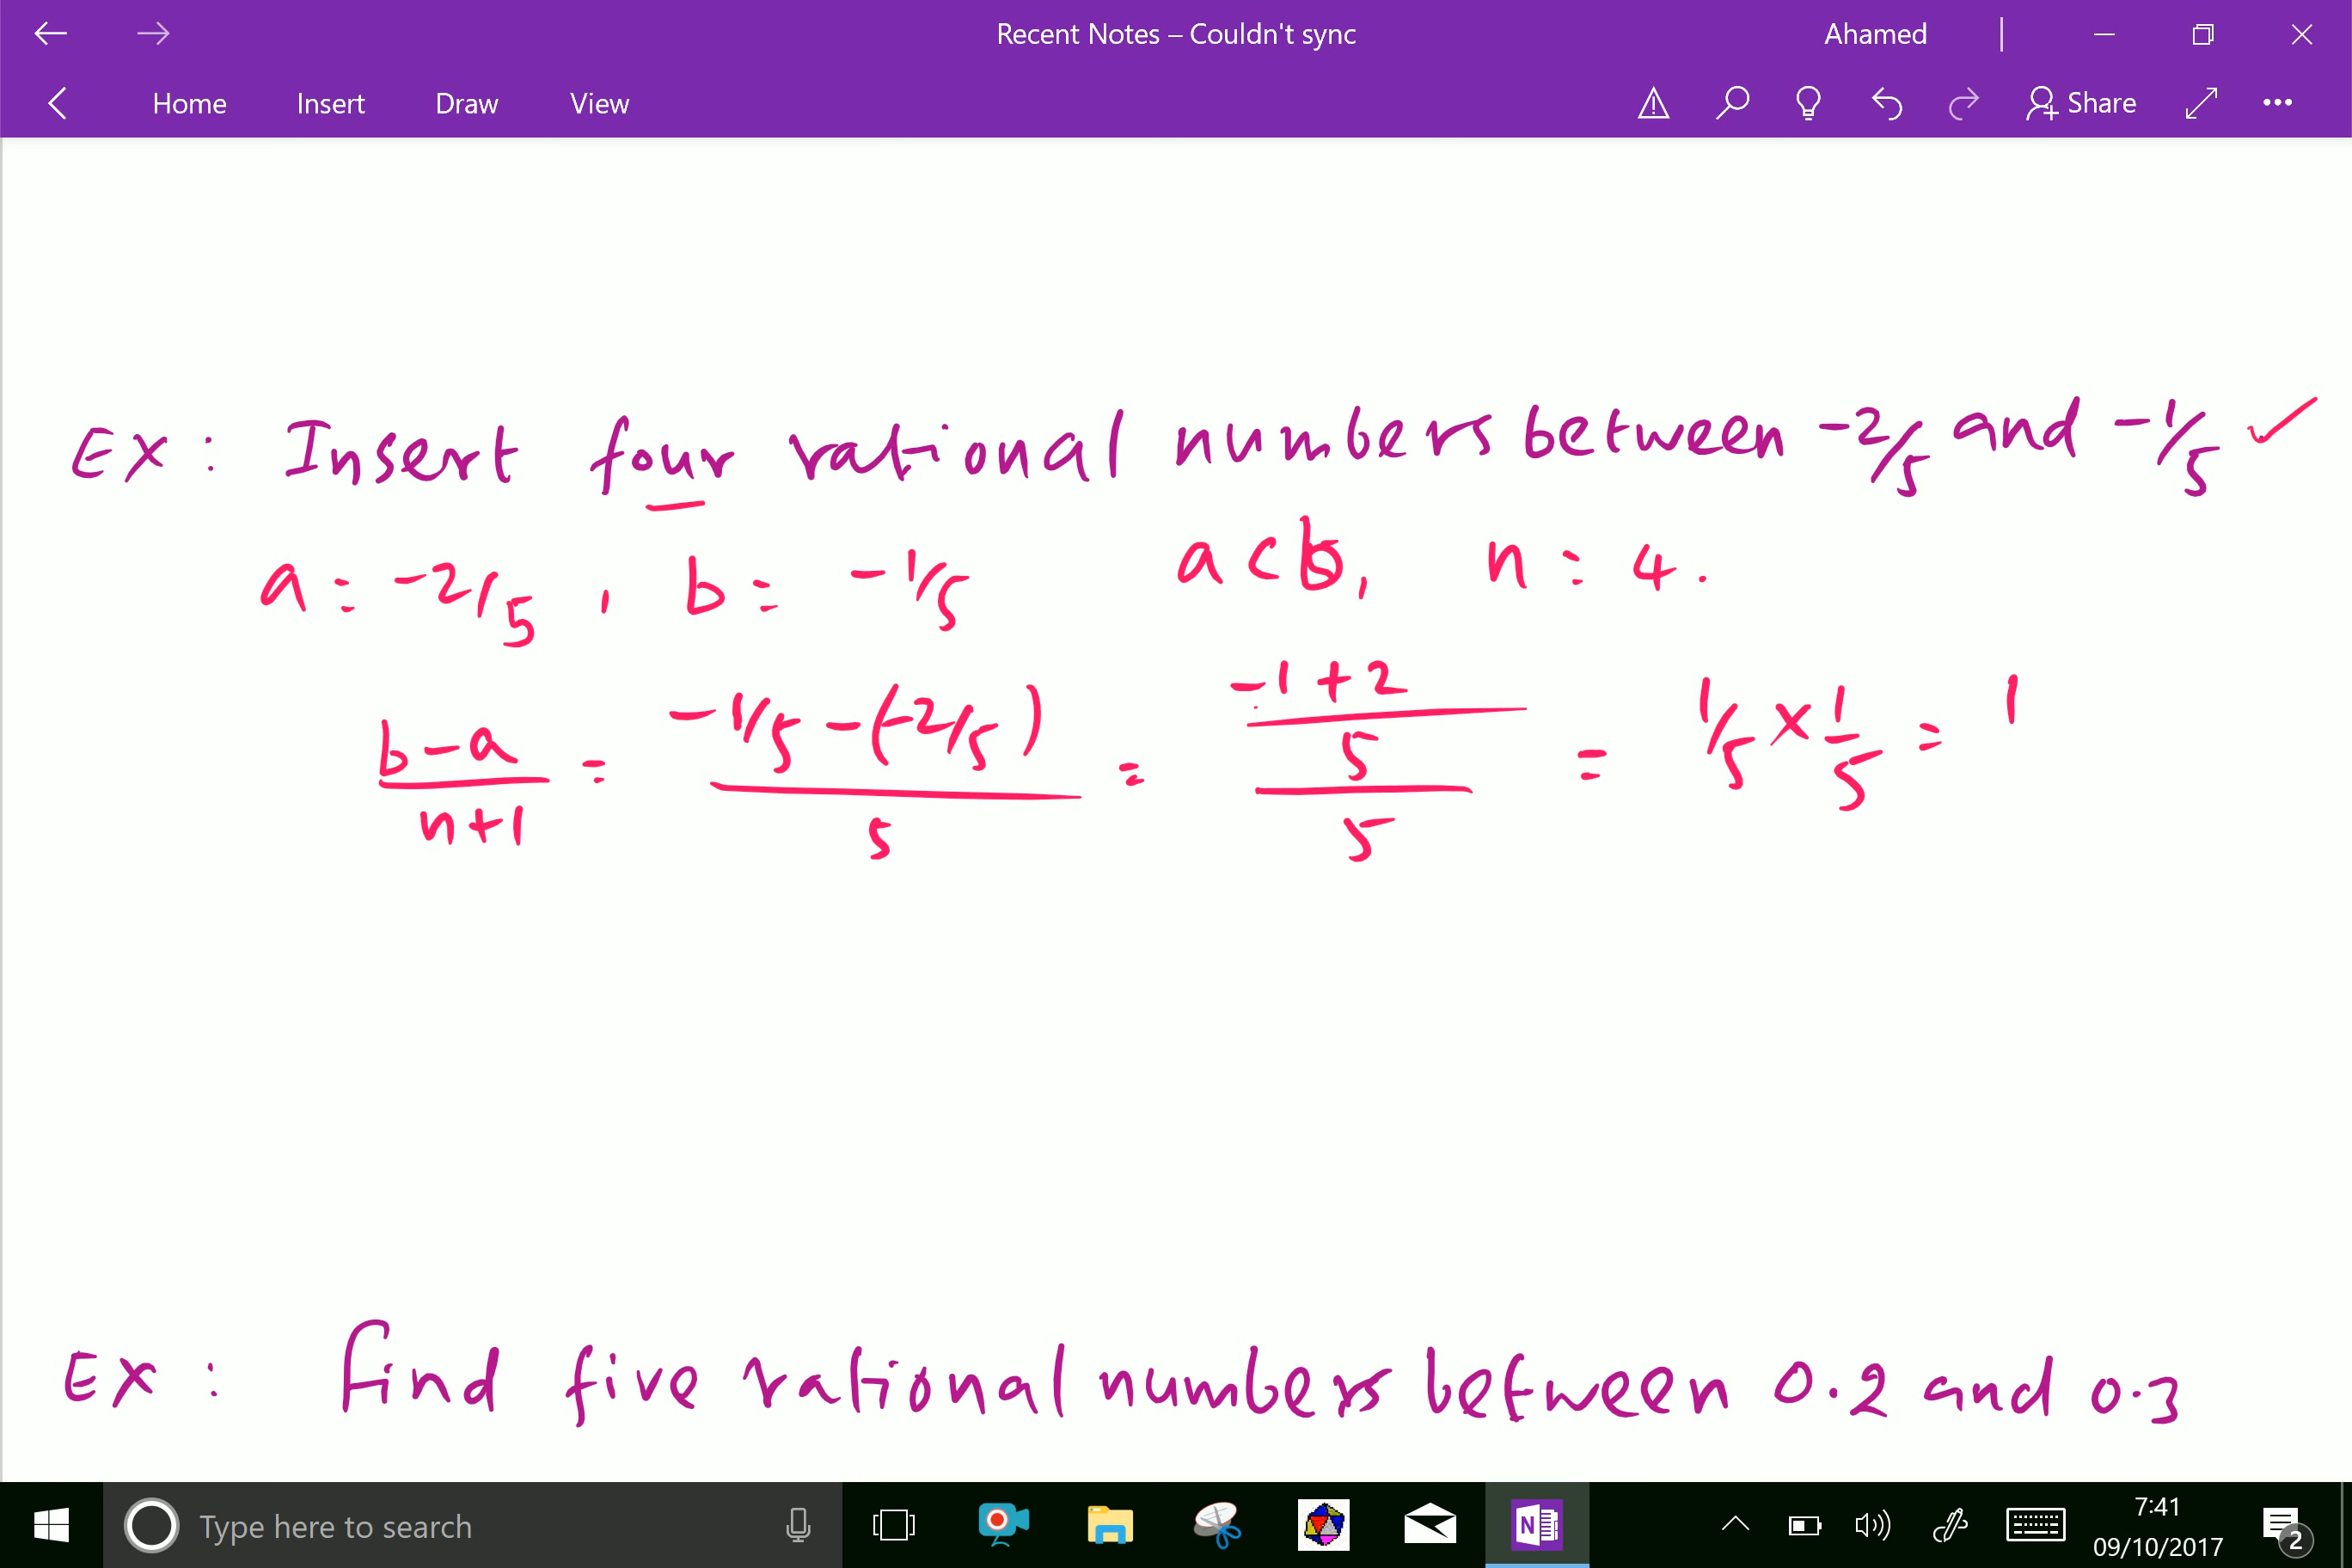 Recent Notes – Couldn't sync Ahamed
Home Insert Draw View Share
Ex : Insert four rational numbers between -2/5 and -1/5 ✓
a = -2/5 , b = -1/5 a < b, n = 4.
(b-a)/(n+1) = (-1/5 - (-2/5))/5 = ((-1+2)/5)/5 = 1/5 × 1/5 = 1
Ex : Find five rational numbers between 0.2 and 0.3
Type here to search
N
7:41
09/10/2017
2